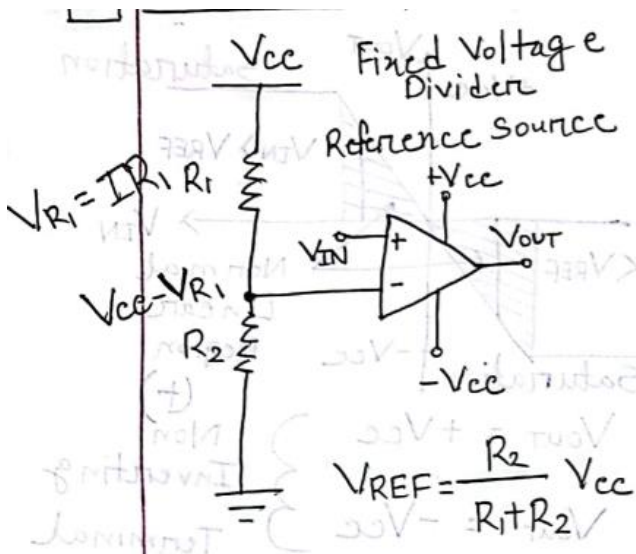 Vcc
Fixed Voltage
Divider
Reference Source
+Vcc
VR1 = IR1 R1
VIN
+
-
VOUT
Vcc-VR1
R2
-Vcc
VREF = R2 / R1+R2 Vcc